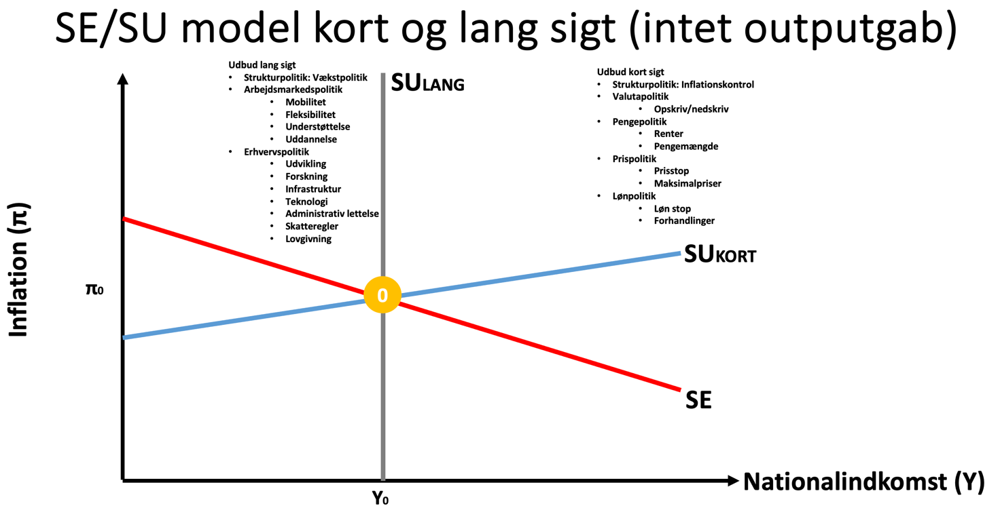 SE/SU model kort og lang sigt (intet outputgab)
Udbud lang sigt
• Strukturpolitik: Vækstpolitik
• Arbejdsmarkedspolitik
• Mobilitet
• Fleksibilitet
• Understøttelse
• Uddannelse
• Erhvervspolitik
• Udvikling
• Forskning
• Infrastruktur
• Teknologi
• Administrativ lettelse
• Skatteregler
• Lovgivning
SULANG
Udbud kort sigt
• Strukturpolitik: Inflationskontrol
• Valutapolitik
• Opskriv/nedskriv
• Pengepolitik
• Renter
• Pengemængde
• Prispolitik
• Prisstop
• Maksimalpriser
• Lønpolitik
• Løn stop
• Forhandlinger
Inflation (π)
π0
0
SUKORT
SE
Y0
Nationalindkomst (Y)